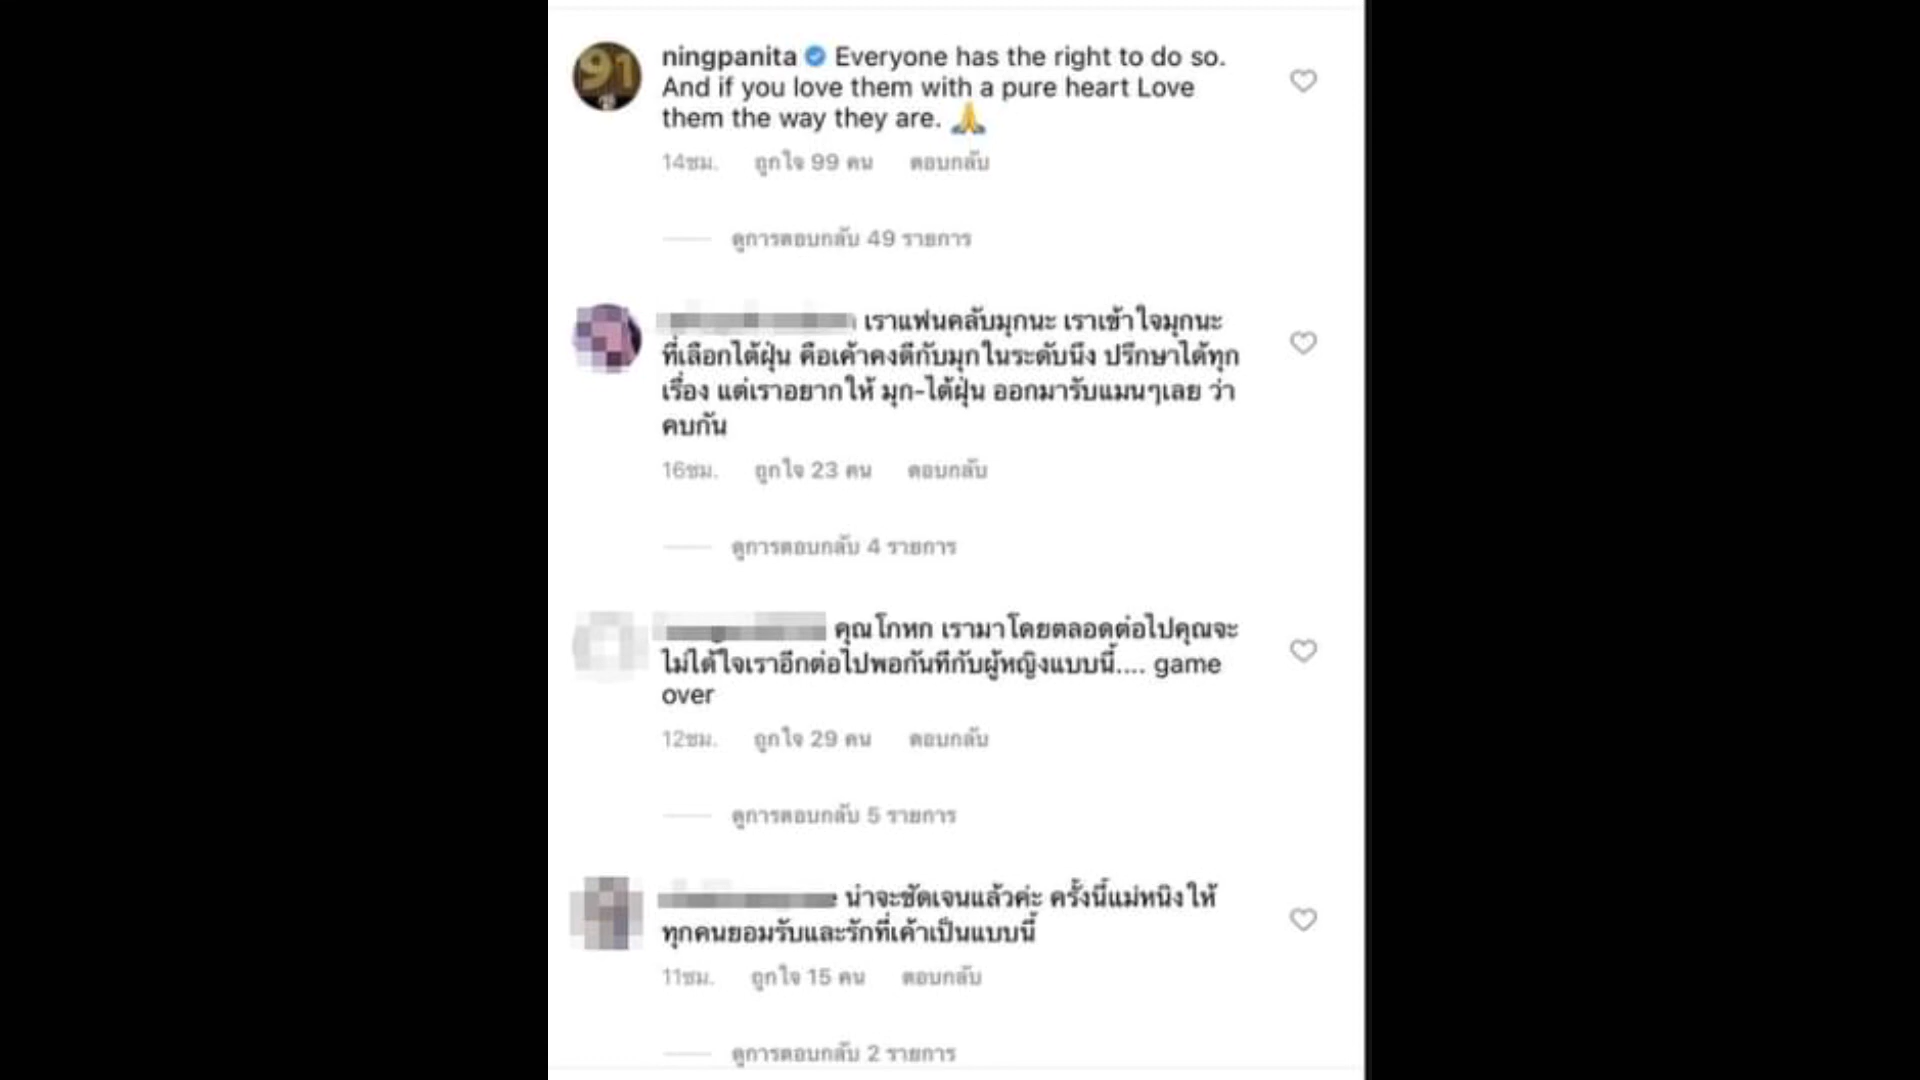 ningpanita Everyone has the right to do so.
And if you love them with a pure heart Love
them the way they are. 🙏
14ชม. ถูกใจ 99 คน ตอบกลับ
ดูการตอบกลับ 49 รายการ
เราแฟนคลับมุกนะ เราเข้าใจมุกนะ
ที่เลือกไต้ฝุ่น คือเค้าคงดีกับมุกในระดับนึง ปรึกษาได้ทุก
เรื่อง แต่เราอยากให้ มุก-ไต้ฝุ่น ออกมารับแมนๆเลย ว่า
คบกัน
16ชม. ถูกใจ 23 คน ตอบกลับ
ดูการตอบกลับ 4 รายการ
คุณโกหก เรามาโดยตลอดต่อไปคุณจะ
ไม่ได้ใจเราอีกต่อไปพอกันทีกับผู้หญิงแบบนี้.... game
over
12ชม. ถูกใจ 29 คน ตอบกลับ
ดูการตอบกลับ 5 รายการ
น่าจะชัดเจนแล้วค่ะ ครั้งนี้แม่หนิงให้
ทุกคนยอมรับและรักที่เค้าเป็นแบบนี้
11ชม. ถูกใจ 15 คน ตอบกลับ
ดูการตอบกลับ 2 รายการ
91